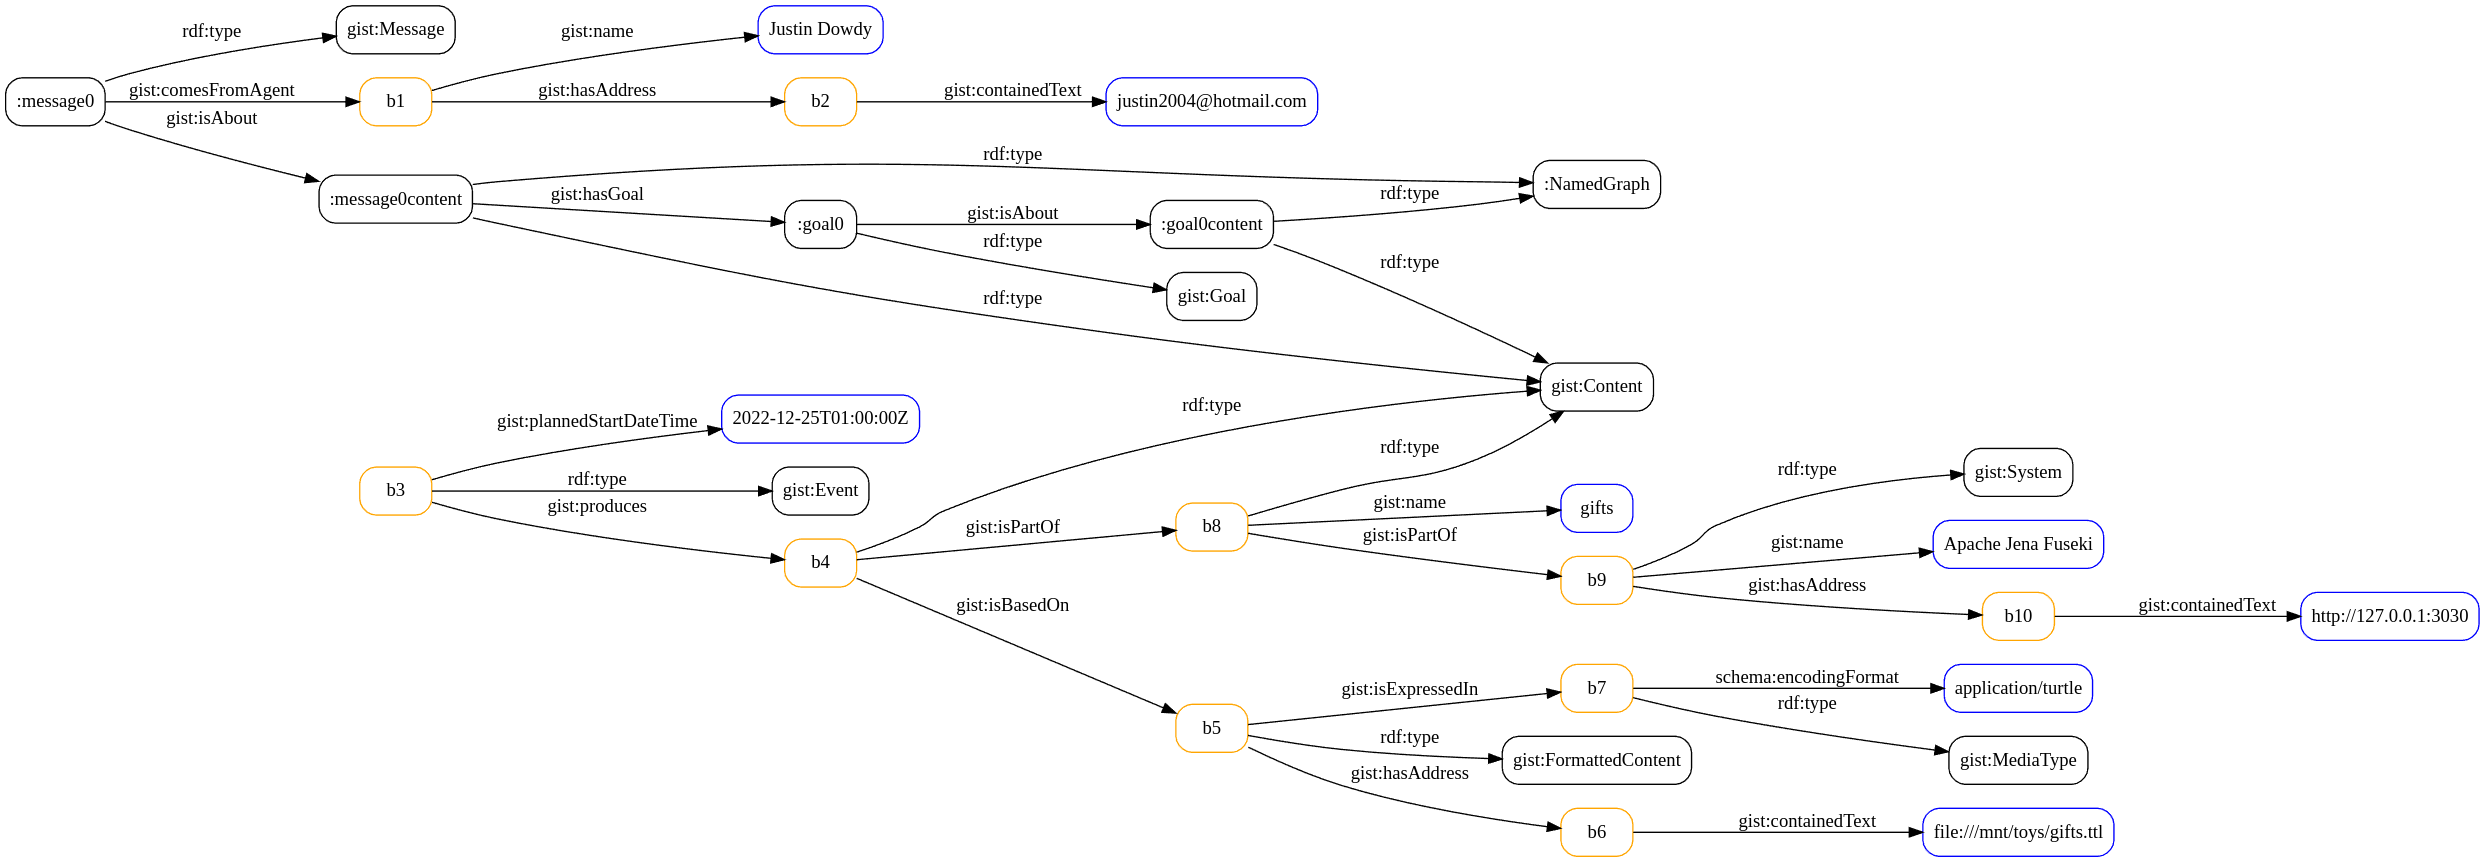 rdf:type
gist:Message
gist:name
Justin Dowdy
:message0
gist:comesFromAgent
b1
gist:hasAddress
b2
gist:containedText
justin2004@hotmail.com
gist:isAbout
:message0content
rdf:type
:NamedGraph
gist:hasGoal
:goal0
gist:isAbout
:goal0content
rdf:type
rdf:type
gist:Goal
rdf:type
rdf:type
gist:Content
b3
gist:plannedStartDateTime
2022-12-25T01:00:00Z
rdf:type
gist:Event
gist:produces
b4
rdf:type
gist:isPartOf
b8
rdf:type
gist:name
gifts
gist:isPartOf
b9
rdf:type
gist:System
gist:name
Apache Jena Fuseki
gist:hasAddress
b10
gist:containedText
http://127.0.0.1:3030
gist:isBasedOn
b5
gist:isExpressedIn
b7
schema:encodingFormat
application/turtle
rdf:type
gist:MediaType
rdf:type
gist:FormattedContent
gist:hasAddress
b6
gist:containedText
file:///mnt/toys/gifts.ttl